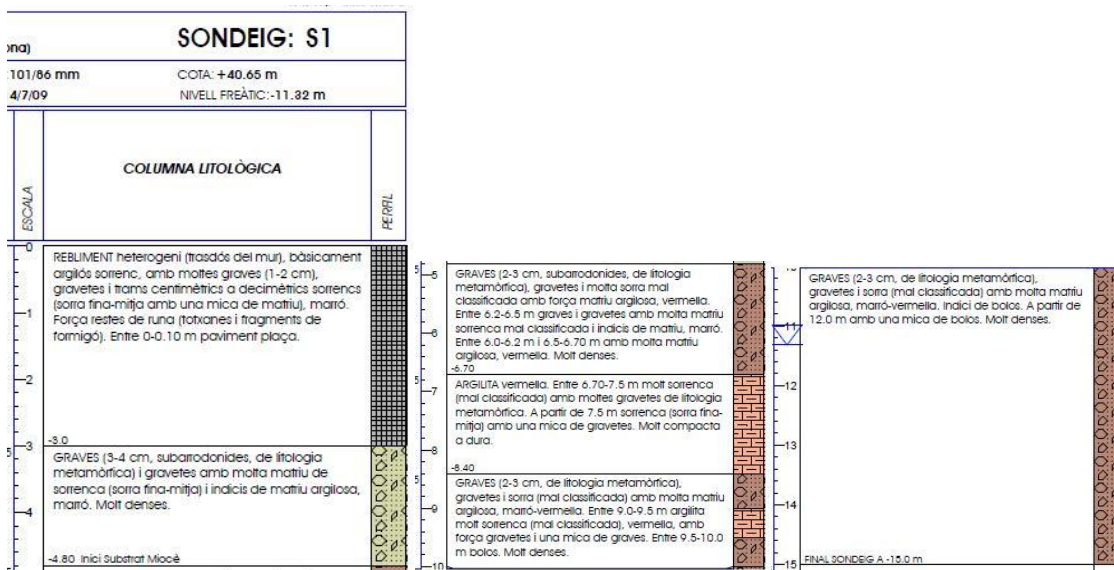 ona)
SONDEIG: S1
101/86 mm
COTA: +40.65 m
4/7/09
NIVELL FREÀTIC:-11.32 m
ESCALA
COLUMNA LITOLÒGICA
PERFIL
0
REBLIMENT heterogeni (trasdós del mur), bàsicament
argilós sorrenc, amb moltes graves (1-2 cm),
gravetes i trams centimètrics a decimètrics sorrencs
(sorra fina-mitja amb una mica de matriu), marró.
Força restes de runa (totxanes i fragments de
formigó). Entre 0-0.10 m paviment plaça.
-1
-2
-3.0
-3
GRAVES (3-4 cm, subarrodonides, de litologia
metamòrfica) i gravetes amb molta matriu de
sorrenca (sorra fina-mitja) i indicis de matriu argilosa,
marró. Molt denses.
-4
-4.80 Inici Substrat Miocè
-5
GRAVES (2-3 cm, subarrodonides, de litologia
metamòrfica), gravetes i molta sorra mal
classificada amb força matriu argilosa, vermella.
Entre 6.2-6.5 m graves i gravetes amb molta matriu
sorrenca mal classificada i indicis de matriu, marró.
Entre 6.0-6.2 m i 6.5-6.70 m amb molta matriu
argilosa, vermella. Molt denses.
-6
-6.70
ARGILITA vermella. Entre 6.70-7.5 m molt sorrenca
(mal classificada) amb moltes gravetes de litologia
metamòrfica. A partir de 7.5 m sorrenca (sorra fina-
mitja) amb una mica de gravetes. Molt compacta
a dura.
-7
-8
-8.40
GRAVES (2-3 cm, de litologia metamòrfica),
gravetes i sorra (mal classificada) amb molta matriu
argilosa, marró-vermella. Entre 9.0-9.5 m argilita
molt sorrenca (mal classificada), vermella, amb
força gravetes i una mica de graves. Entre 9.5-10.0
m bolos. Molt denses.
-9
-10
GRAVES (2-3 cm, de litologia metamòrfica),
gravetes i sorra (mal classificada) amb molta matriu
argilosa, marró-vermella. Indici de bolos. A partir de
12.0 m amb una mica de bolos. Molt denses.
-11
-12
-13
-14
FINAL SONDEIG A -15.0 m
-15